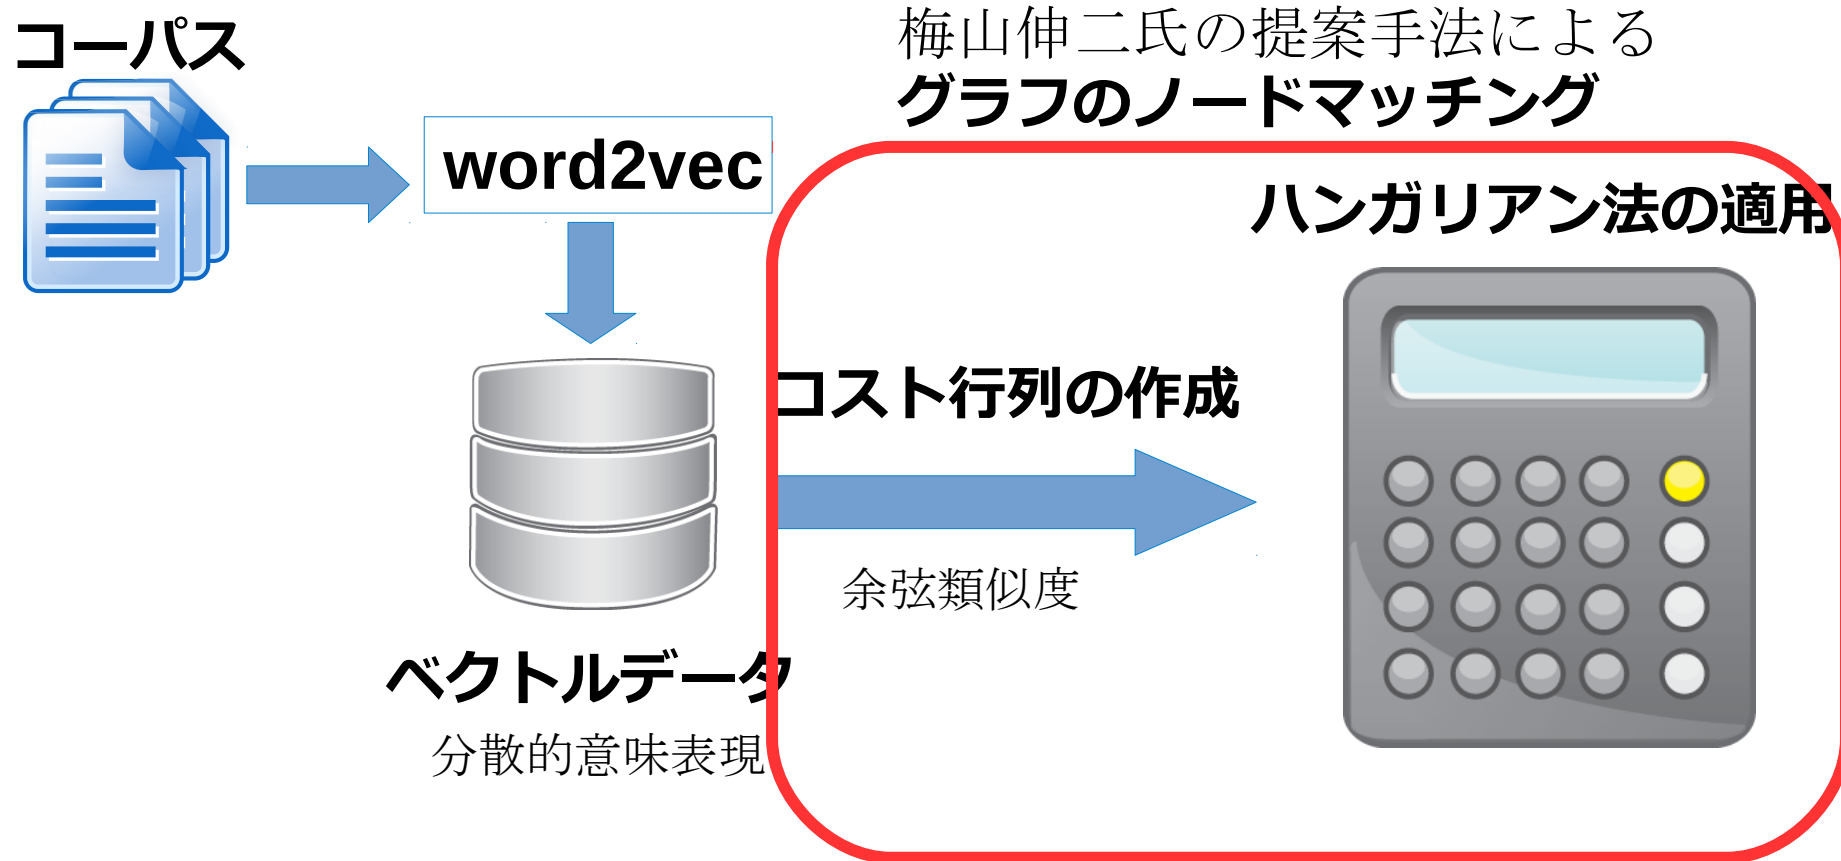 コーパス
梅山伸二氏の提案手法による
グラフのノードマッチング
word2vec
ハンガリアン法の適用
コスト行列の作成
余弦類似度
ベクトルデータ
分散的意味表現